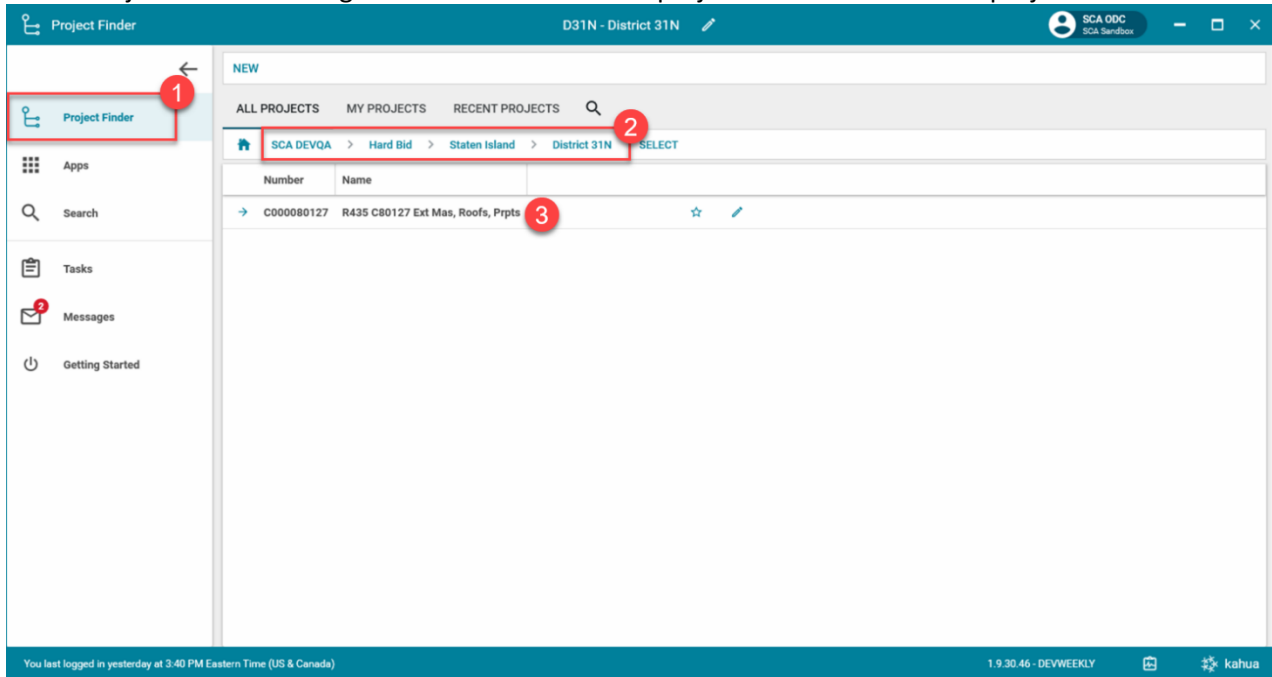 Project Finder
D31N - District 31N
SCA ODC
SCA Sandbox
1
Project Finder
Apps
Search
Tasks
2
Messages
Getting Started
NEW
ALL PROJECTS MY PROJECTS RECENT PROJECTS
2
SCA DEVQA > Hard Bid > Staten Island > District 31N SELECT
Number Name
C000080127 R435 C80127 Ext Mas, Roofs, Prpts
3
You last logged in yesterday at 3:40 PM Eastern Time (US & Canada)
1.9.30.46 - DEVWEEKLY
kahua